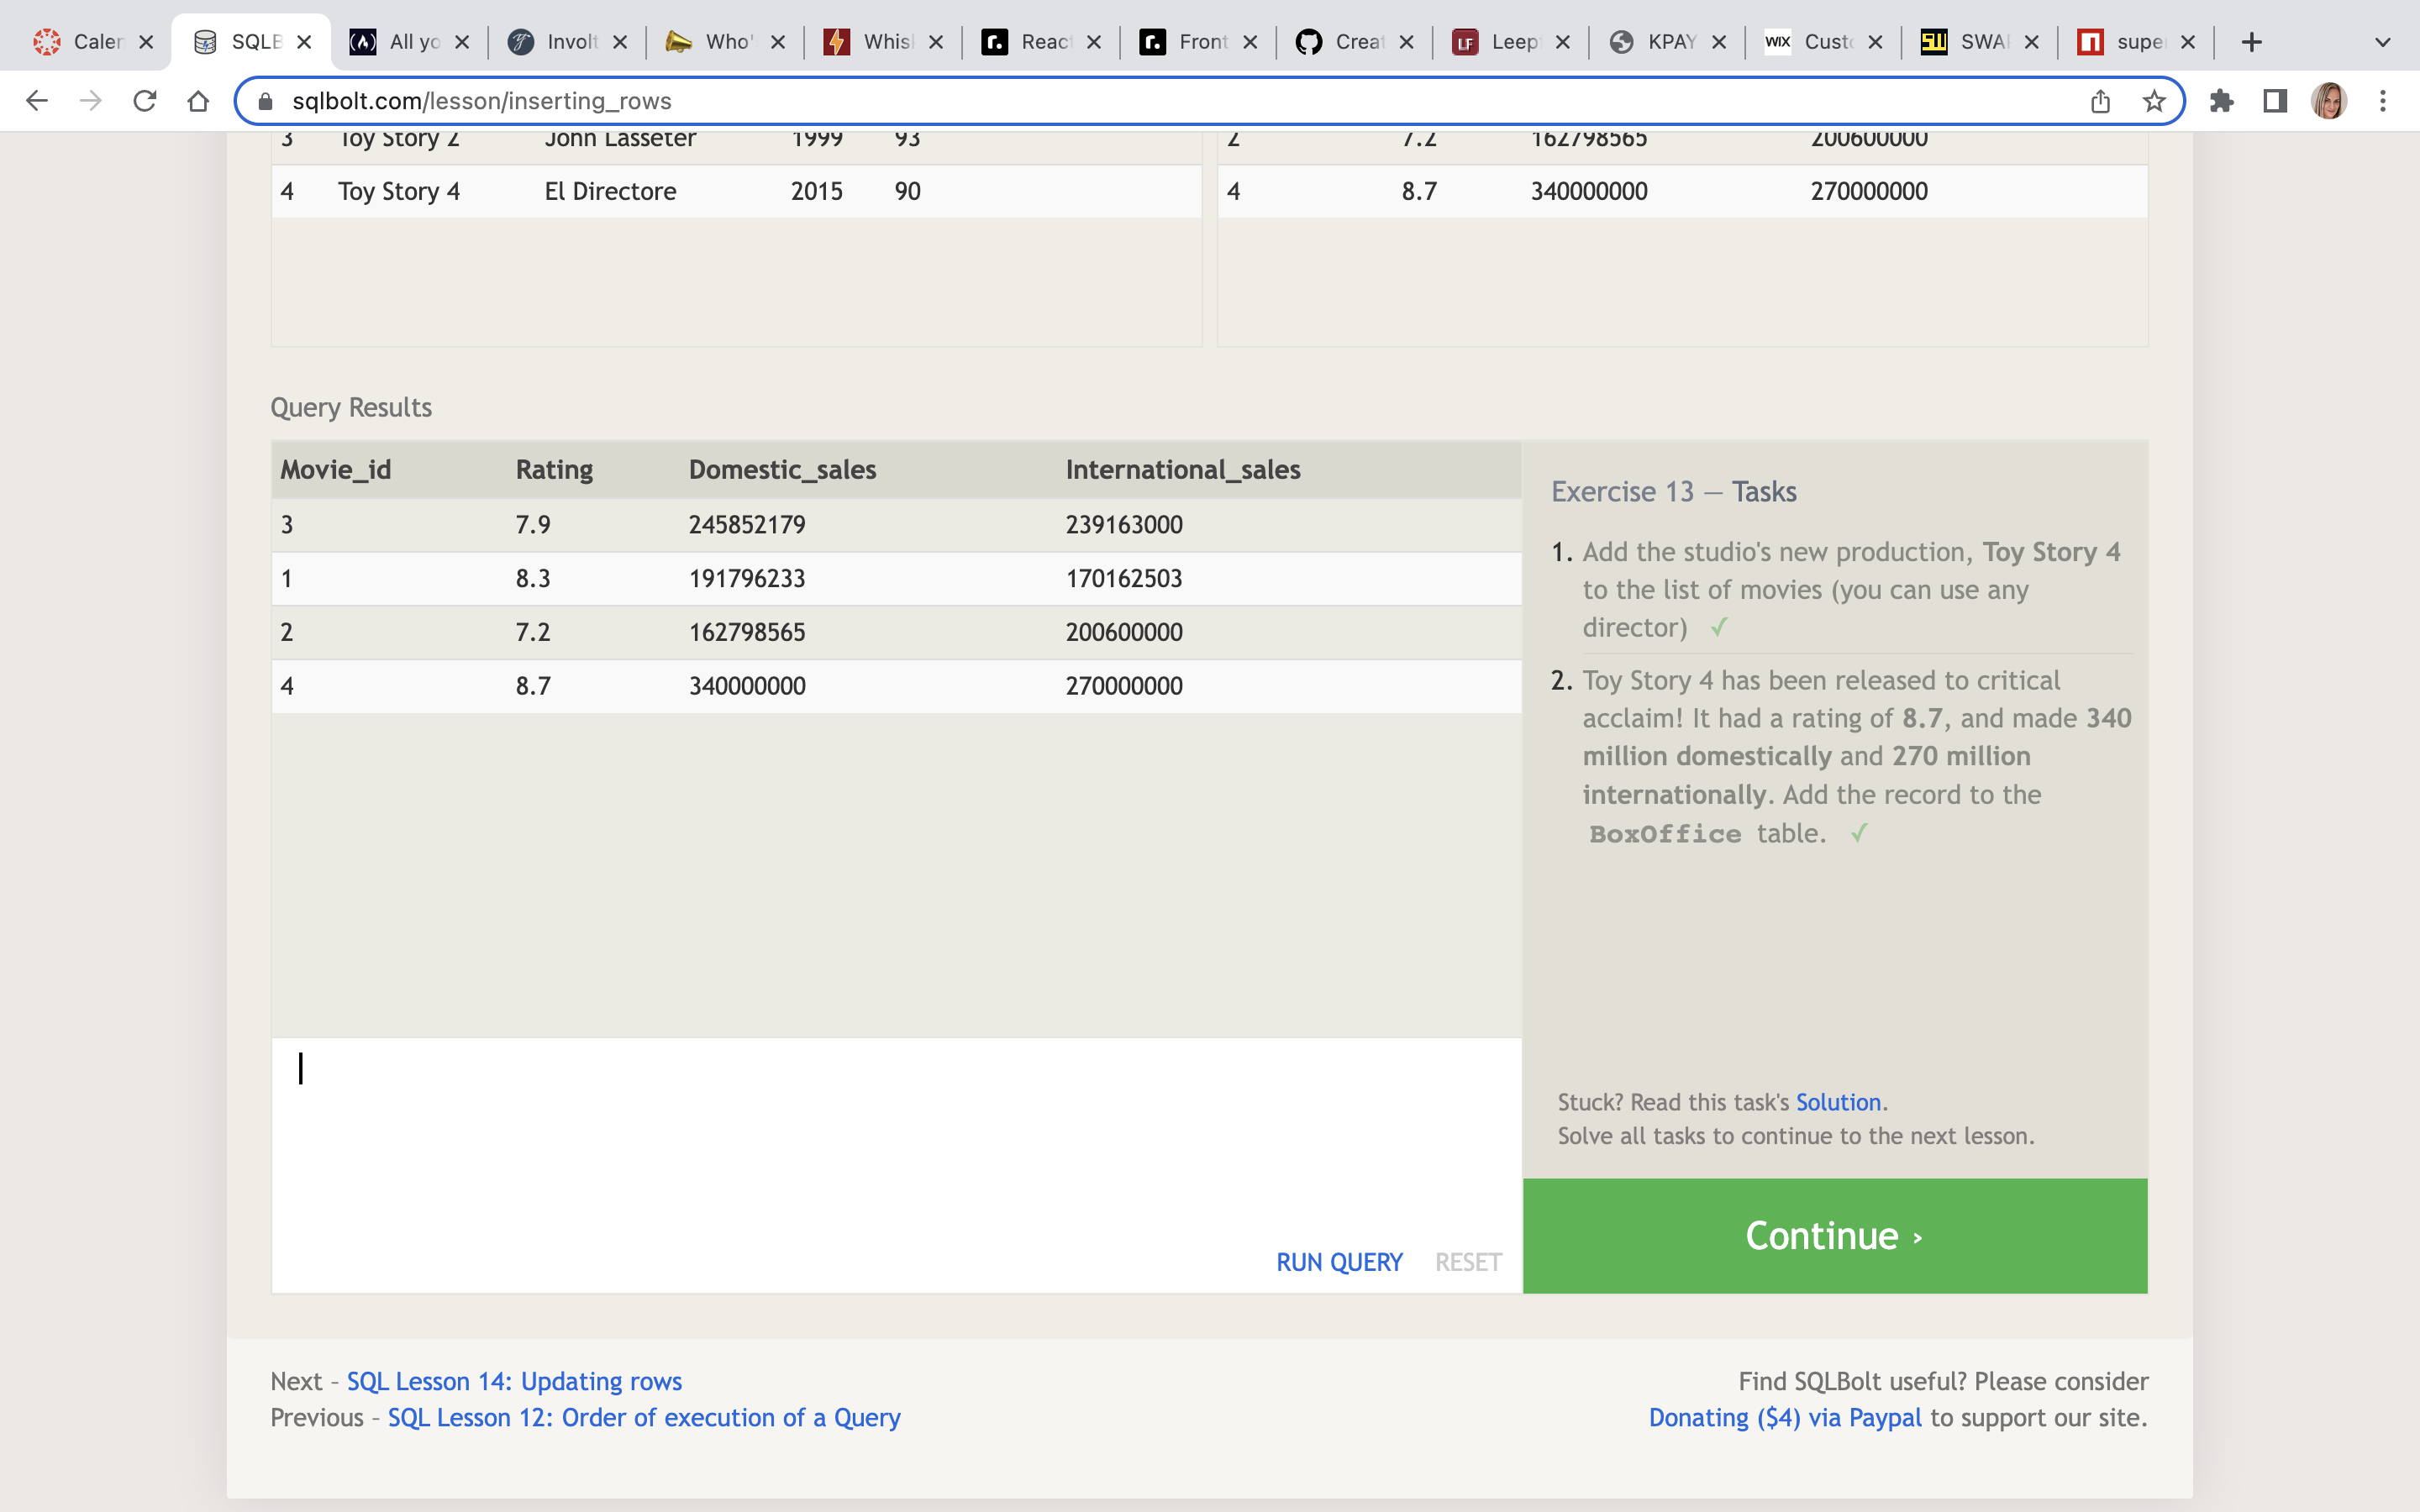 Caler
SQLB
All yo
Involt
Who'
Whisl
Reac
Front
Creat
Leep
KPAY
WIX Custo
SWAI
supe
sqlbolt.com/lesson/inserting_rows
3 Toy Story 2 John Lasseter 1999 93
2 7.2 162798565 200600000
4 Toy Story 4 El Directore 2015 90
4 8.7 340000000 270000000
Query Results
Movie_id Rating Domestic_sales International_sales
3 7.9 245852179 239163000
1 8.3 191796233 170162503
2 7.2 162798565 200600000
4 8.7 340000000 270000000
RUN QUERY RESET
Exercise 13 — Tasks
1. Add the studio's new production, Toy Story 4
to the list of movies (you can use any
director) ✓
2. Toy Story 4 has been released to critical
acclaim! It had a rating of 8.7, and made 340
million domestically and 270 million
internationally. Add the record to the
BoxOffice table. ✓
Stuck? Read this task's Solution.
Solve all tasks to continue to the next lesson.
Continue ›
Next – SQL Lesson 14: Updating rows
Previous – SQL Lesson 12: Order of execution of a Query
Find SQLBolt useful? Please consider
Donating ($4) via Paypal to support our site.